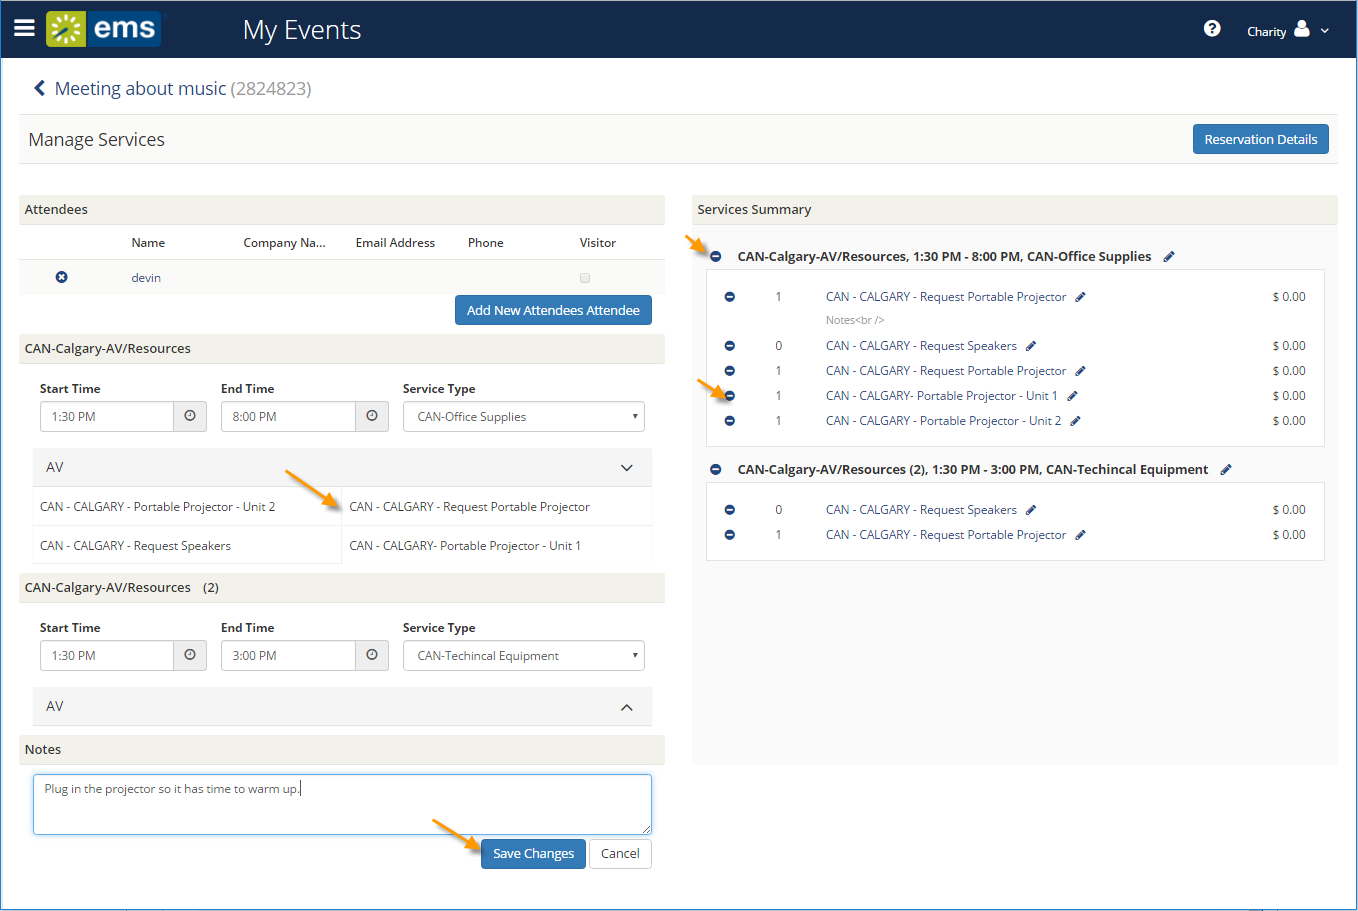 ems
My Events
?
Charity
Meeting about music (2824823)
Manage Services
Reservation Details
Attendees
Name Company Na... Email Address Phone Visitor
devin
Add New Attendees Attendee
CAN-Calgary-AV/Resources
Start Time End Time Service Type
1:30 PM 8:00 PM CAN-Office Supplies
AV
CAN - CALGARY - Portable Projector - Unit 2 CAN - CALGARY - Request Portable Projector
CAN - CALGARY - Request Speakers CAN - CALGARY- Portable Projector - Unit 1
CAN-Calgary-AV/Resources (2)
Start Time End Time Service Type
1:30 PM 3:00 PM CAN-Techincal Equipment
AV
Notes
Plug in the projector so it has time to warm up.
Save Changes Cancel
Services Summary
CAN-Calgary-AV/Resources, 1:30 PM - 8:00 PM, CAN-Office Supplies
1 CAN - CALGARY - Request Portable Projector $ 0.00
Notes<br />
0 CAN - CALGARY - Request Speakers $ 0.00
1 CAN - CALGARY - Request Portable Projector $ 0.00
1 CAN - CALGARY- Portable Projector - Unit 1 $ 0.00
1 CAN - CALGARY - Portable Projector - Unit 2 $ 0.00
CAN-Calgary-AV/Resources (2), 1:30 PM - 3:00 PM, CAN-Techincal Equipment
0 CAN - CALGARY - Request Speakers $ 0.00
1 CAN - CALGARY - Request Portable Projector $ 0.00